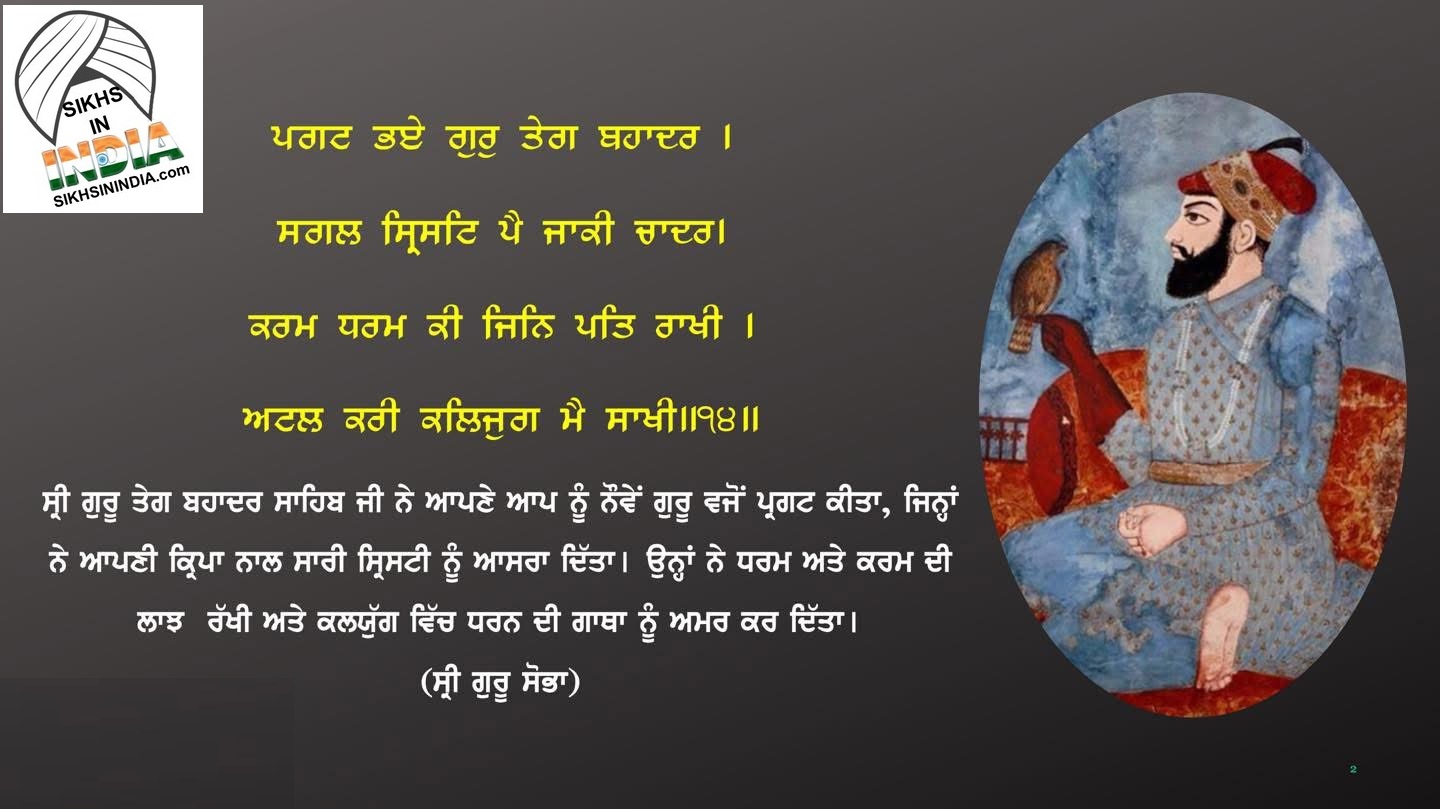 SIKHS
IN
INDIA
SIKHSININDIA.com
ਪਗਟ ਭਏ ਗੁਰੁ ਤੇਗ ਬਹਾਦਰ ।
ਸਗਲ ਸ੍ਰਿਸਟਿ ਪੈ ਜਾਕੀ ਚਾਦਰ।
ਕਰਮ ਧਰਮ ਕੀ ਜਿਨਿ ਪਤਿ ਰਾਖੀ ।
ਅਟਲ ਕਰੀ ਕਲਿਜੁਗ ਮੈ ਸਾਖੀ॥੧੪॥
ਸ੍ਰੀ ਗੁਰੂ ਤੇਗ ਬਹਾਦਰ ਸਾਹਿਬ ਜੀ ਨੇ ਆਪਣੇ ਆਪ ਨੂੰ ਨੌਵੇਂ ਗੁਰੂ ਵਜੋਂ ਪ੍ਰਗਟ ਕੀਤਾ, ਜਿਨ੍ਹਾਂ
ਨੇ ਆਪਣੀ ਕ੍ਰਿਪਾ ਨਾਲ ਸਾਰੀ ਸ੍ਰਿਸਟੀ ਨੂੰ ਆਸਰਾ ਦਿੱਤਾ। ਉਨ੍ਹਾਂ ਨੇ ਧਰਮ ਅਤੇ ਕਰਮ ਦੀ
ਲਾਝ ਰੱਖੀ ਅਤੇ ਕਲਯੁੱਗ ਵਿੱਚ ਧਰਨ ਦੀ ਗਾਥਾ ਨੂੰ ਅਮਰ ਕਰ ਦਿੱਤਾ।
(ਸ੍ਰੀ ਗੁਰੂ ਸੋਭਾ)
2